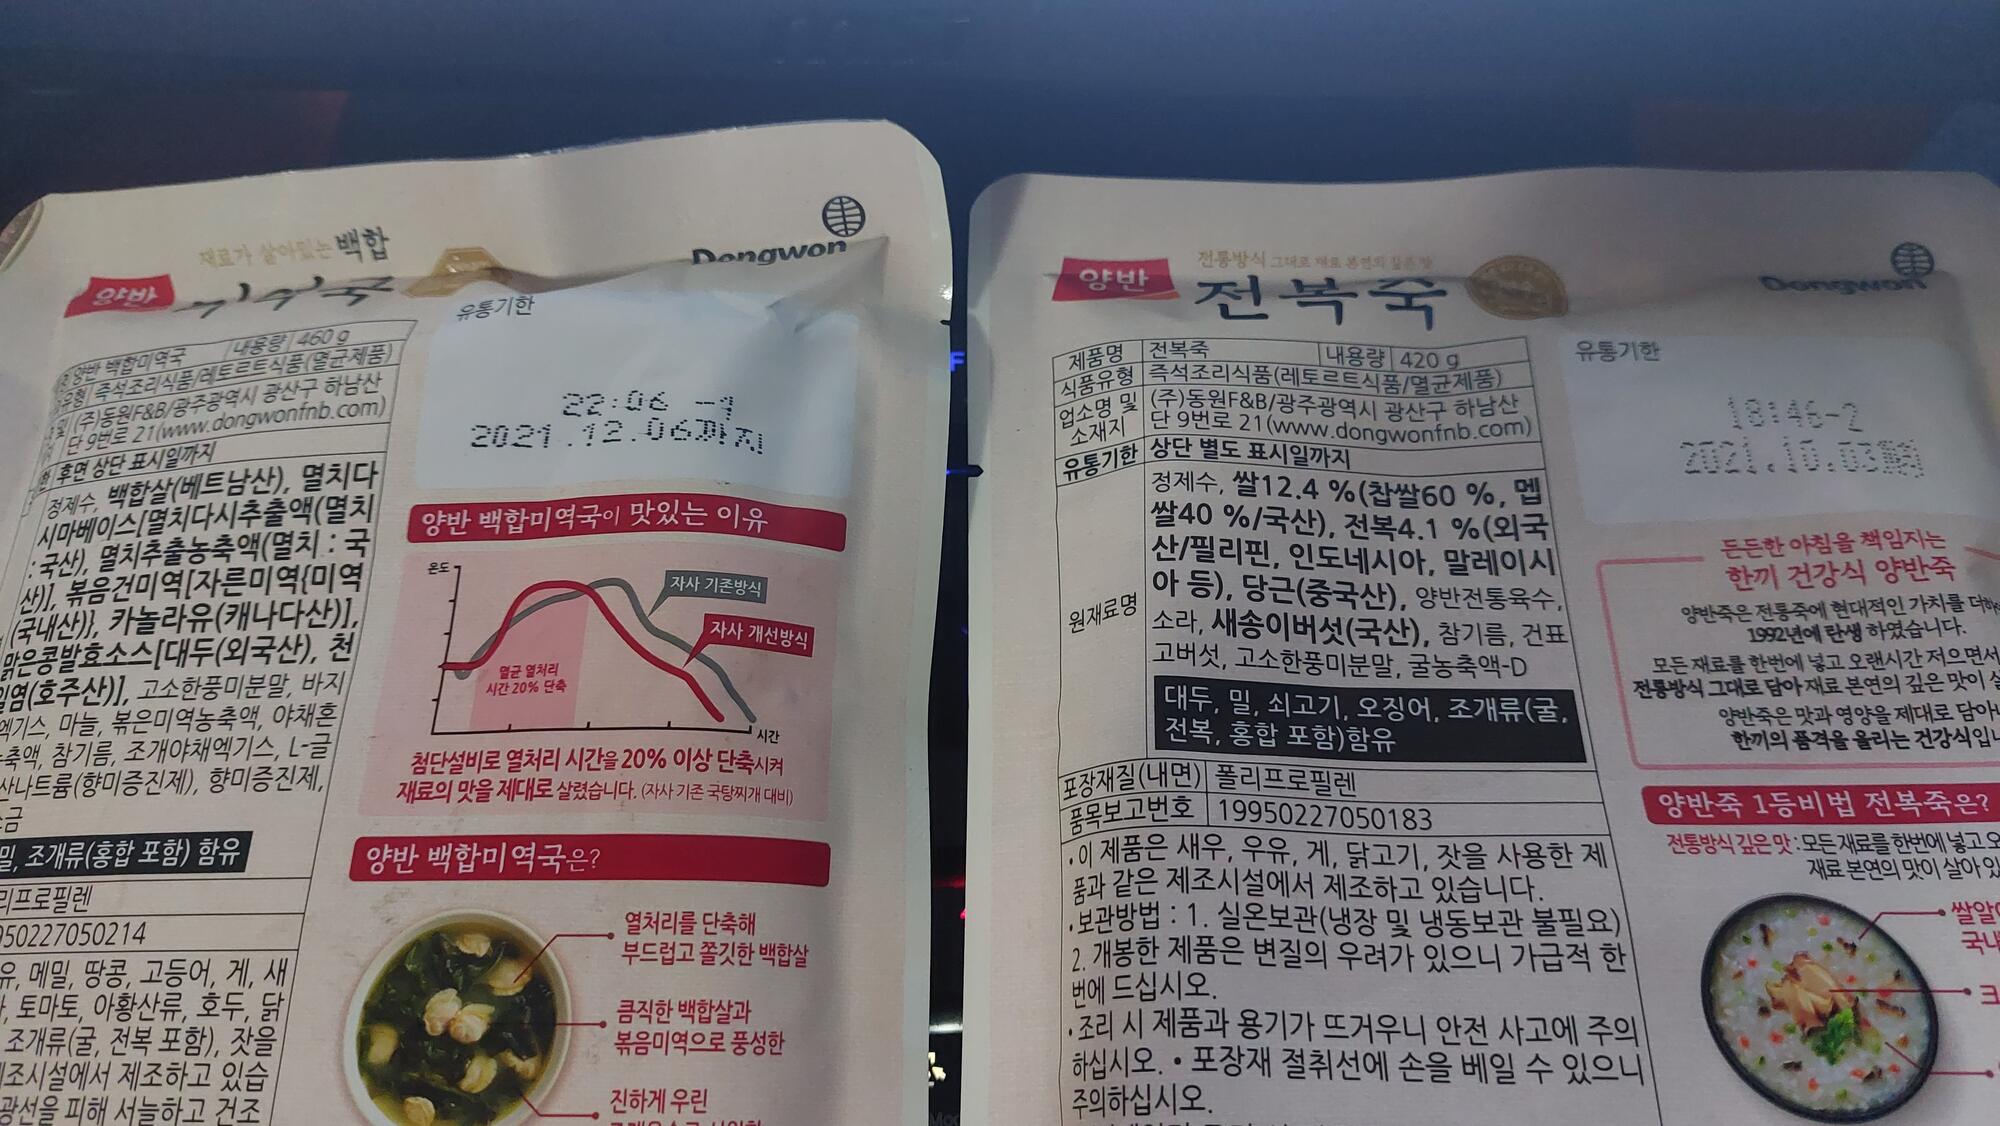 재료가 살아있는 백합
양반
Dongwon
양반 백합미역국 내용량 460 g
유형 즉석조리식품/레토르트식품(멸균제품)
및 (주)동원F&B/광주광역시 광산구 하남산
단 9번로 21(www.dongwonfnb.com)
후면 상단 표시일까지
정제수, 백합살(베트남산), 멸치다
시마베이스[멸치다시추출액(멸치
: 국산), 멸치추출농축액(멸치 : 국
산)], 볶음건미역[자른미역{미역
(국내산)}, 카놀라유(캐나다산)],
맑은콩발효소스[대두(외국산), 천
일염(호주산)], 고소한풍미분말, 바지
엑기스, 마늘, 볶은미역농축액, 야채혼
축액, 참기름, 조개야채엑기스, L-글
산나트륨(향미증진제), 향미증진제,
밀, 조개류(홍합 포함) 함유
리프로필렌
950227050214
유, 메밀, 땅콩, 고등어, 게, 새
토마토, 아황산류, 호두, 닭
조개류(굴, 전복 포함), 잣을
조시설에서 제조하고 있습
광선을 피해 서늘하고 건조
유통기한
22:06 -1
2021.12.06까지
양반 백합미역국이 맛있는 이유
온도
자사 기존방식
자사 개선방식
멸균 열처리
시간 20% 단축
시간
첨단설비로 열처리 시간을 20% 이상 단축시켜
재료의 맛을 제대로 살렸습니다. (자사 기존 국탕찌개 대비)
양반 백합미역국은?
열처리를 단축해
부드럽고 쫄깃한 백합살
큼직한 백합살과
볶음미역으로 풍성한
진하게 우린
F
전통방식 그대로 재료 본연의 깊은 맛
양반 전복죽
Dongwon
제품명 전복죽 내용량 420 g
식품유형 즉석조리식품(레토르트식품/멸균제품)
업소명 및 소재지 (주)동원F&B/광주광역시 광산구 하남산
단 9번로 21(www.dongwonfnb.com)
유통기한 상단 별도 표시일까지
원재료명 정제수, 쌀12.4 %(찹쌀60 %, 멥
쌀40 %/국산), 전복4.1 %(외국
산/필리핀, 인도네시아, 말레이시
아 등), 당근(중국산), 양반전통육수,
소라, 새송이버섯(국산), 참기름, 건표
고버섯, 고소한풍미분말, 굴농축액-D
대두, 밀, 쇠고기, 오징어, 조개류(굴,
전복, 홍합 포함)함유
포장재질(내면) 폴리프로필렌
품목보고번호 19950227050183
•이 제품은 새우, 우유, 게, 닭고기, 잣을 사용한 제
품과 같은 제조시설에서 제조하고 있습니다.
•보관방법 : 1. 실온보관(냉장 및 냉동보관 불필요)
2. 개봉한 제품은 변질의 우려가 있으니 가급적 한
번에 드십시오.
•조리 시 제품과 용기가 뜨거우니 안전 사고에 주의
하십시오. • 포장재 절취선에 손을 베일 수 있으니
주의하십시오.
유통기한
18:46-2
2021.10.03까지
든든한 아침을 책임지는
한끼 건강식 양반죽
양반죽은 전통죽에 현대적인 가치를 더하
1992년에 탄생 하였습니다.
모든 재료를 한번에 넣고 오랜시간 저으면서
전통방식 그대로 담아 재료 본연의 깊은 맛이 살
양반죽은 맛과 영양을 제대로 담아
한끼의 품격을 올리는 건강식입니
양반죽 1등비법 전복죽은?
전통방식 깊은 맛 : 모든 재료를 한번에 넣고 오
재료 본연의 맛이 살아 있
쌀알
국내